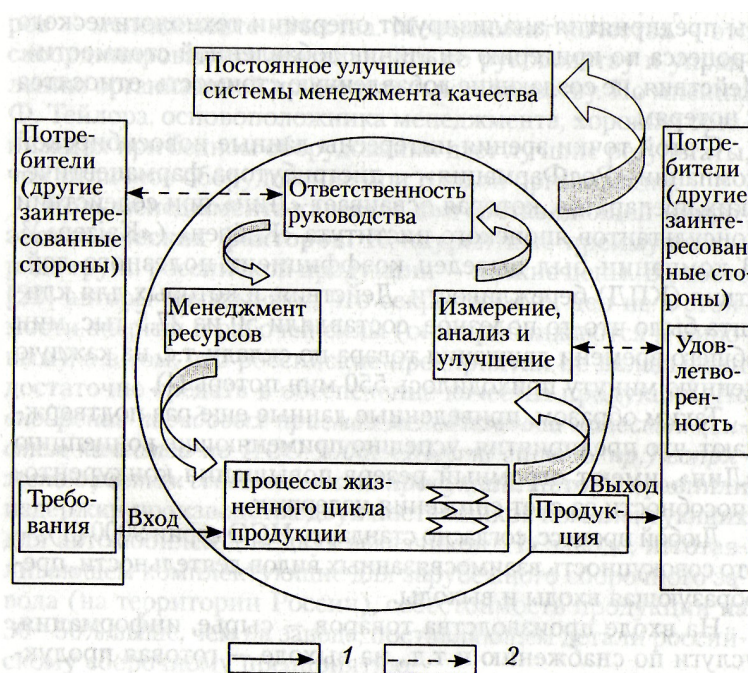 Постоянное улучшение
системы менеджмента качества
Потре-
бители
(другие
заинтере-
сованные
стороны)
Ответственность
руководства
Потре-
бители
(другие
заинте-
ресован-
ные сто-
роны)
Менеджмент
ресурсов
Измерение,
анализ и
улучшение
Удов-
летво-
рен-
ность
Требо-
вания
Вход
Процессы жиз-
ненного цикла
продукции
Выход
Продук-
ция
1
2